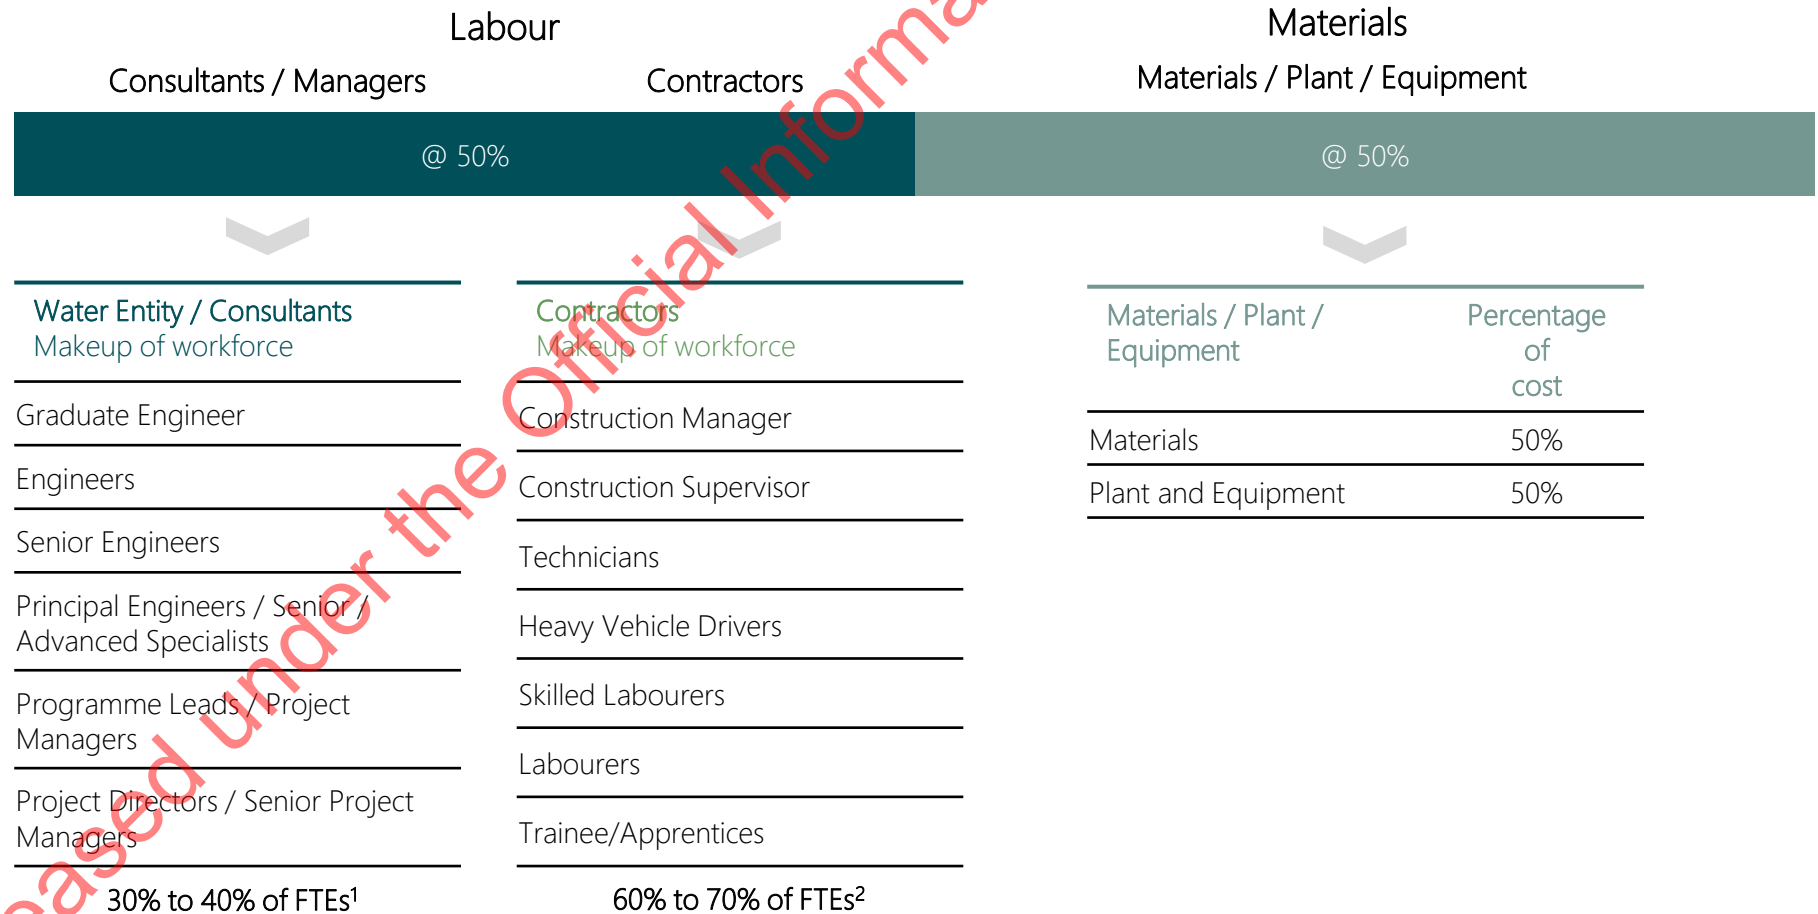 Labour
Materials
Consultants / Managers
Contractors
Materials / Plant / Equipment
@ 50%
@ 50%
Water Entity / Consultants
Makeup of workforce
Graduate Engineer
Engineers
Senior Engineers
Principal Engineers / Senior /
Advanced Specialists
Programme Leads / Project
Managers
Project Directors / Senior Project
Managers
30% to 40% of FTEs¹
Contractors
Makeup of workforce
Construction Manager
Construction Supervisor
Technicians
Heavy Vehicle Drivers
Skilled Labourers
Labourers
Trainee/Apprentices
60% to 70% of FTEs²
Materials / Plant /
Equipment
Percentage
of
cost
Materials 50%
Plant and Equipment 50%
under the Official